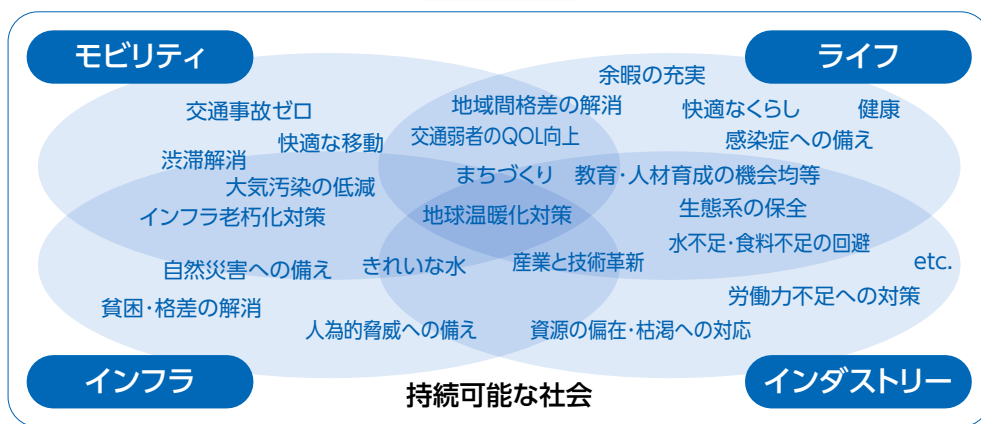 モビリティ
ライフ
余暇の充実
交通事故ゼロ
地域間格差の解消
快適なくらし
健康
快適な移動
交通弱者のQOL向上
感染症への備え
渋滞解消
大気汚染の低減
まちづくり
教育・人材育成の機会均等
インフラ老朽化対策
地球温暖化対策
生態系の保全
水不足・食料不足の回避
自然災害への備え
きれいな水
産業と技術革新
etc.
貧困・格差の解消
労働力不足への対策
人為的脅威への備え
資源の偏在・枯渇への対応
インフラ
持続可能な社会
インダストリー